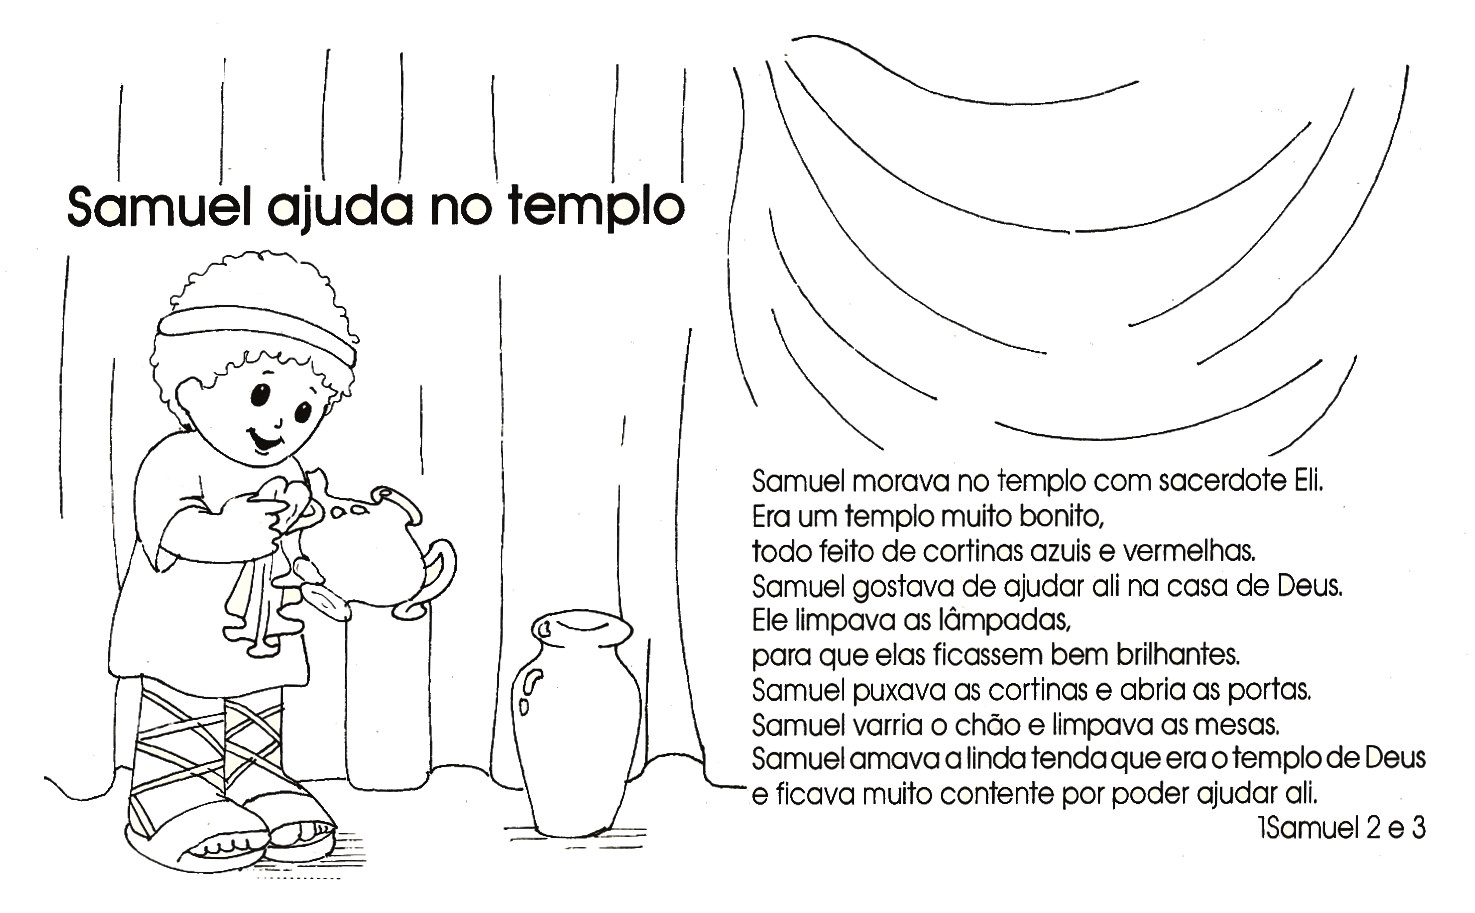 Samuel ajuda no templo
Samuel morava no templo com sacerdote Eli.
Era um templo muito bonito,
todo feito de cortinas azuis e vermelhas.
Samuel gostava de ajudar ali na casa de Deus.
Ele limpava as lâmpadas,
para que elas ficassem bem brilhantes.
Samuel puxava as cortinas e abria as portas.
Samuel varria o chão e limpava as mesas.
Samuel amava a linda tenda que era o templo de Deus
e ficava muito contente por poder ajudar ali.
1Samuel 2 e 3